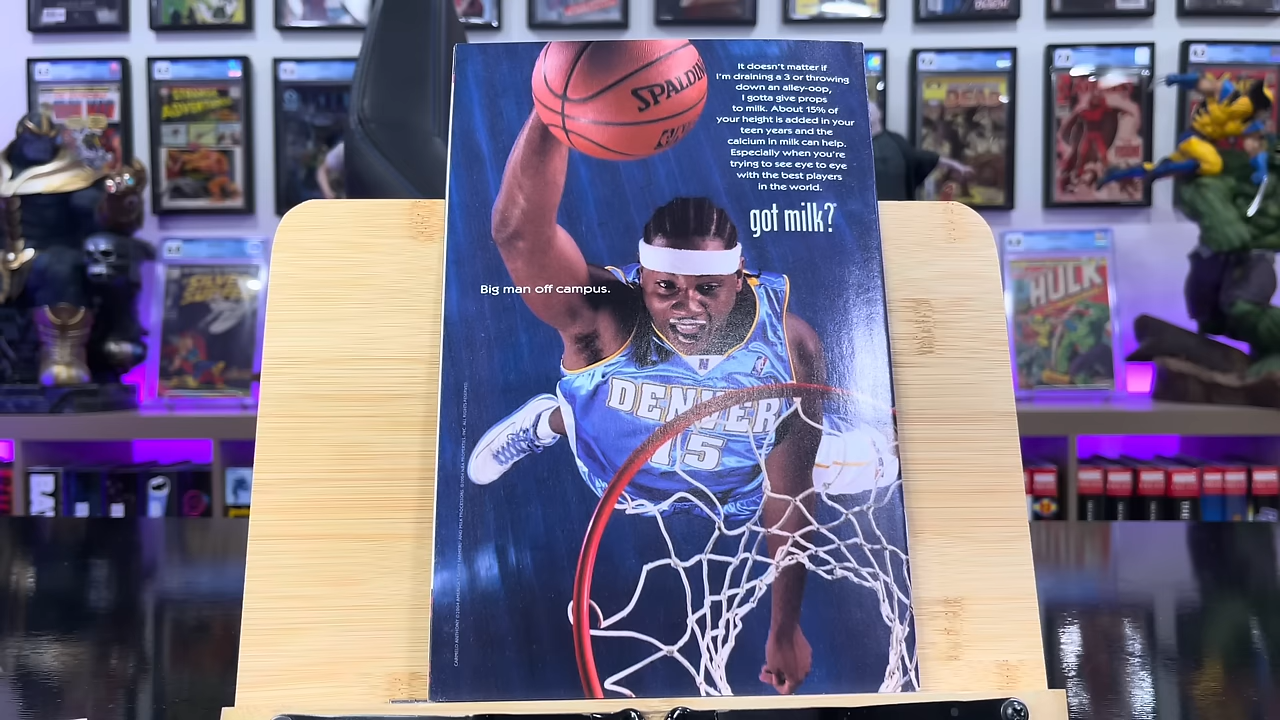 SPALDIN
It doesn't matter if
I'm draining a 3 or throwing
down an alley-oop,
I gotta give props
to milk. About 15% of
your height is added in your
teen years and the
calcium in milk can help.
Especially when you're
trying to see eye to eye
with the best players
in the world.
got milk?
Big man off campus.
DENVER
15
HULK